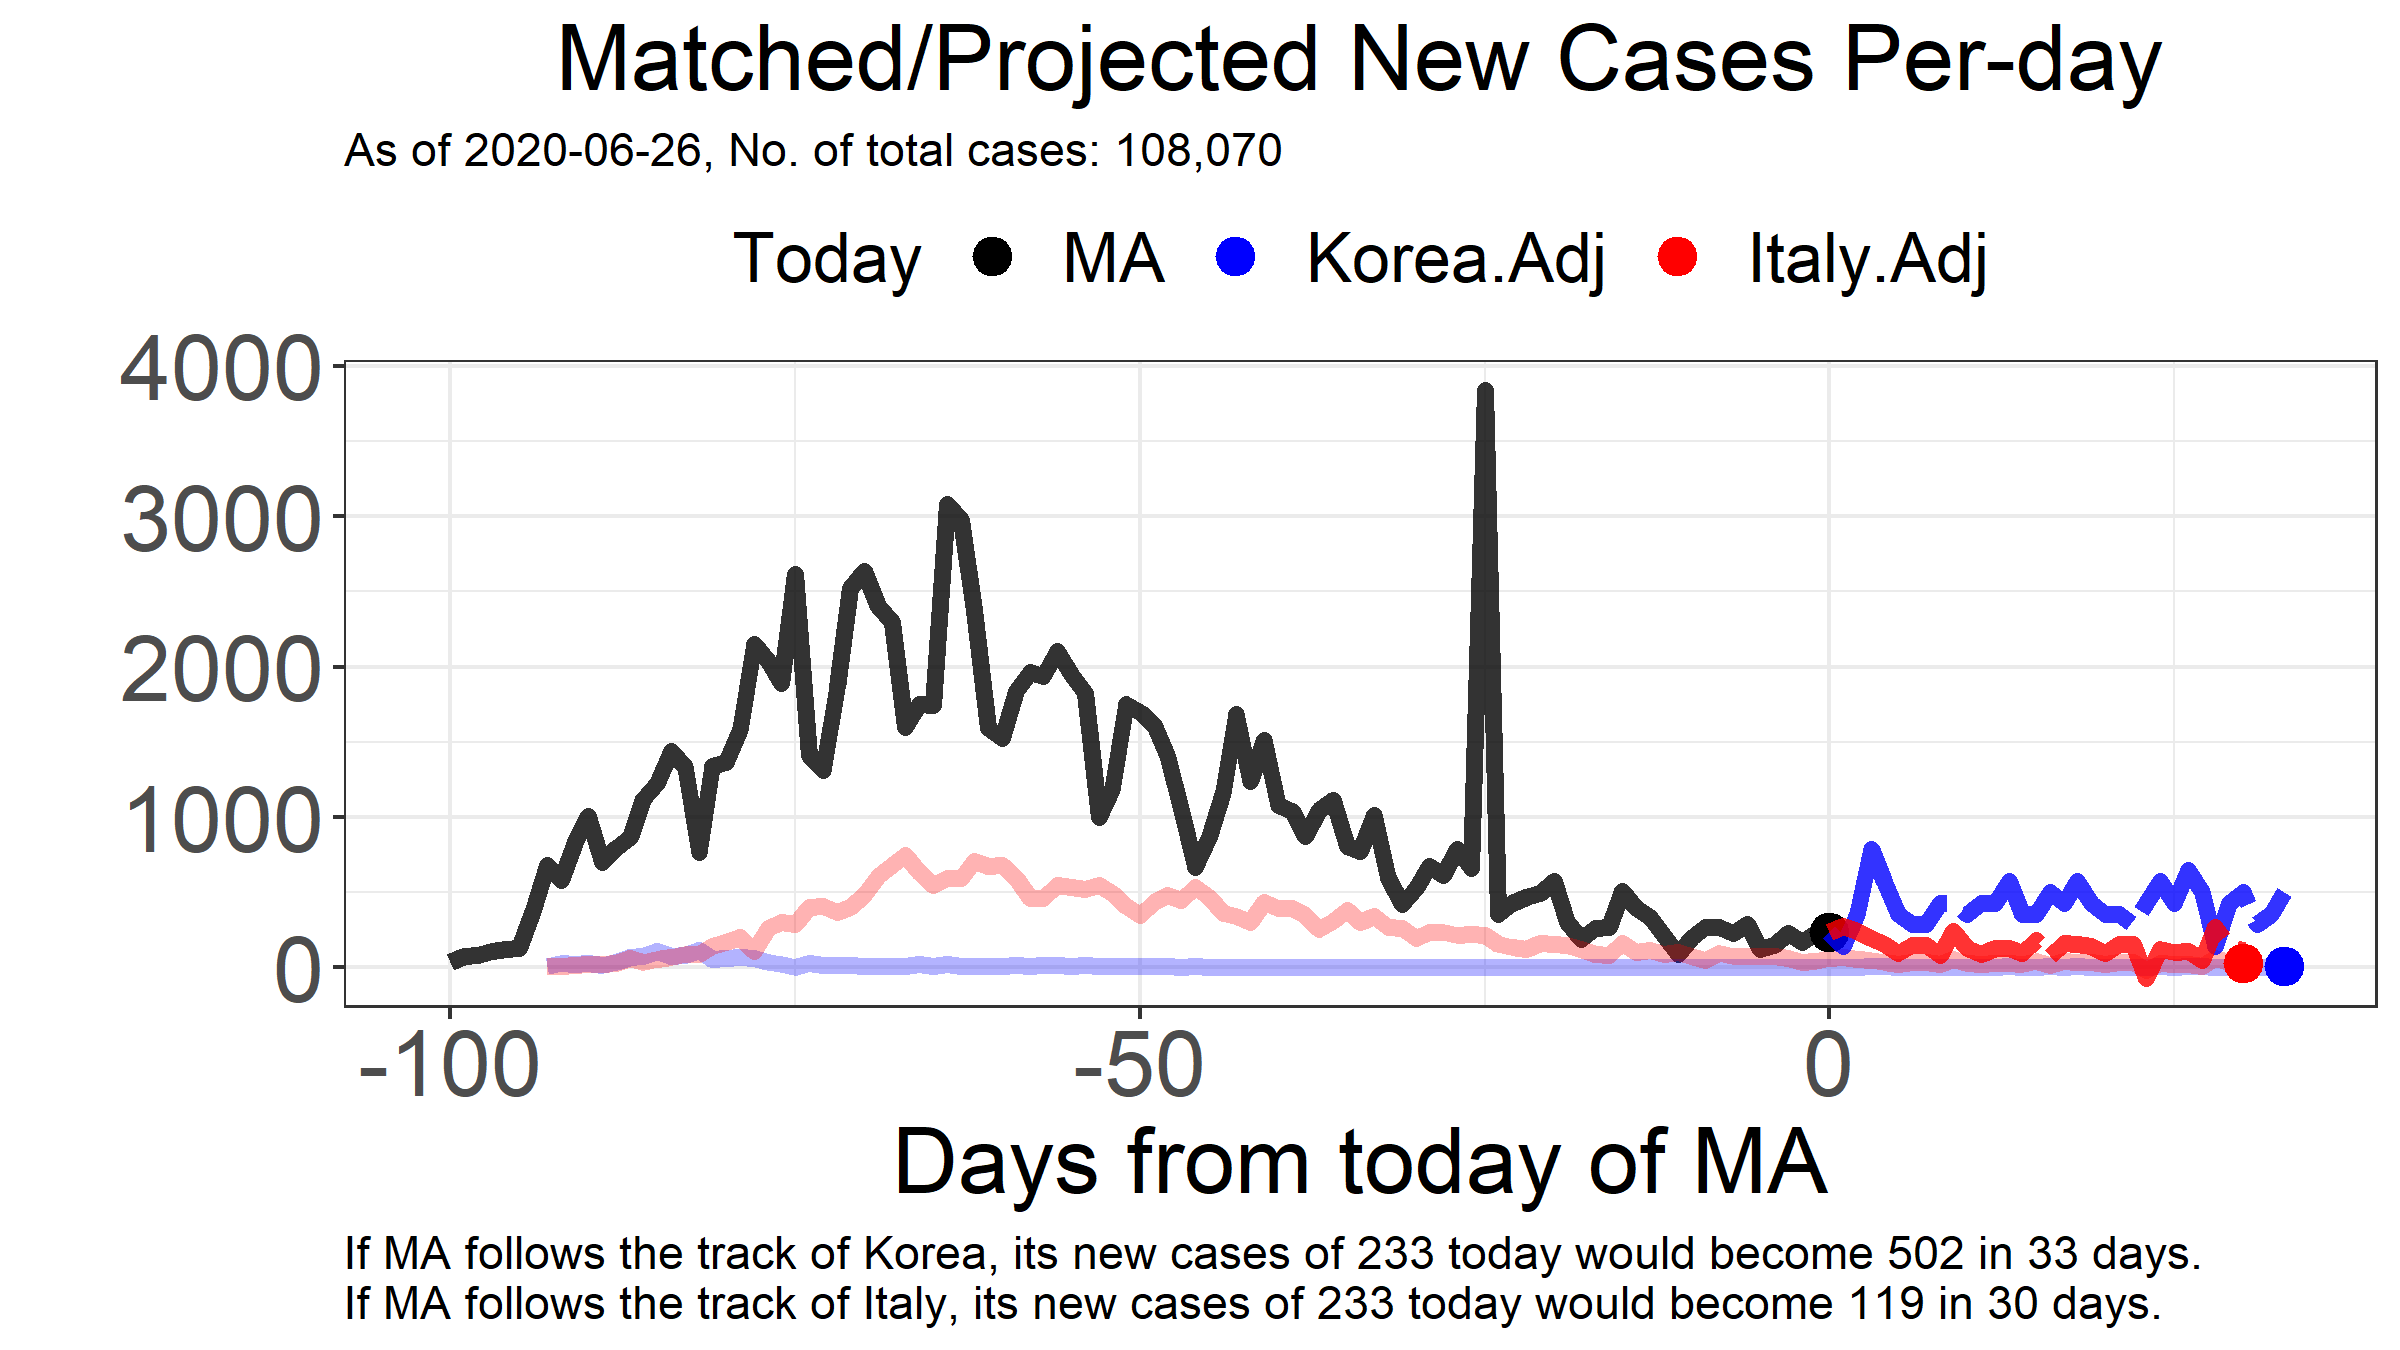 Matched/Projected New Cases Per-day
As of 2020-06-26, No. of total cases: 108,070
Today MA Korea.Adj Italy.Adj
4000
3000
2000
1000
0
-100 -50 0
Days from today of MA
If MA follows the track of Korea, its new cases of 233 today would become 502 in 33 days.
If MA follows the track of Italy, its new cases of 233 today would become 119 in 30 days.